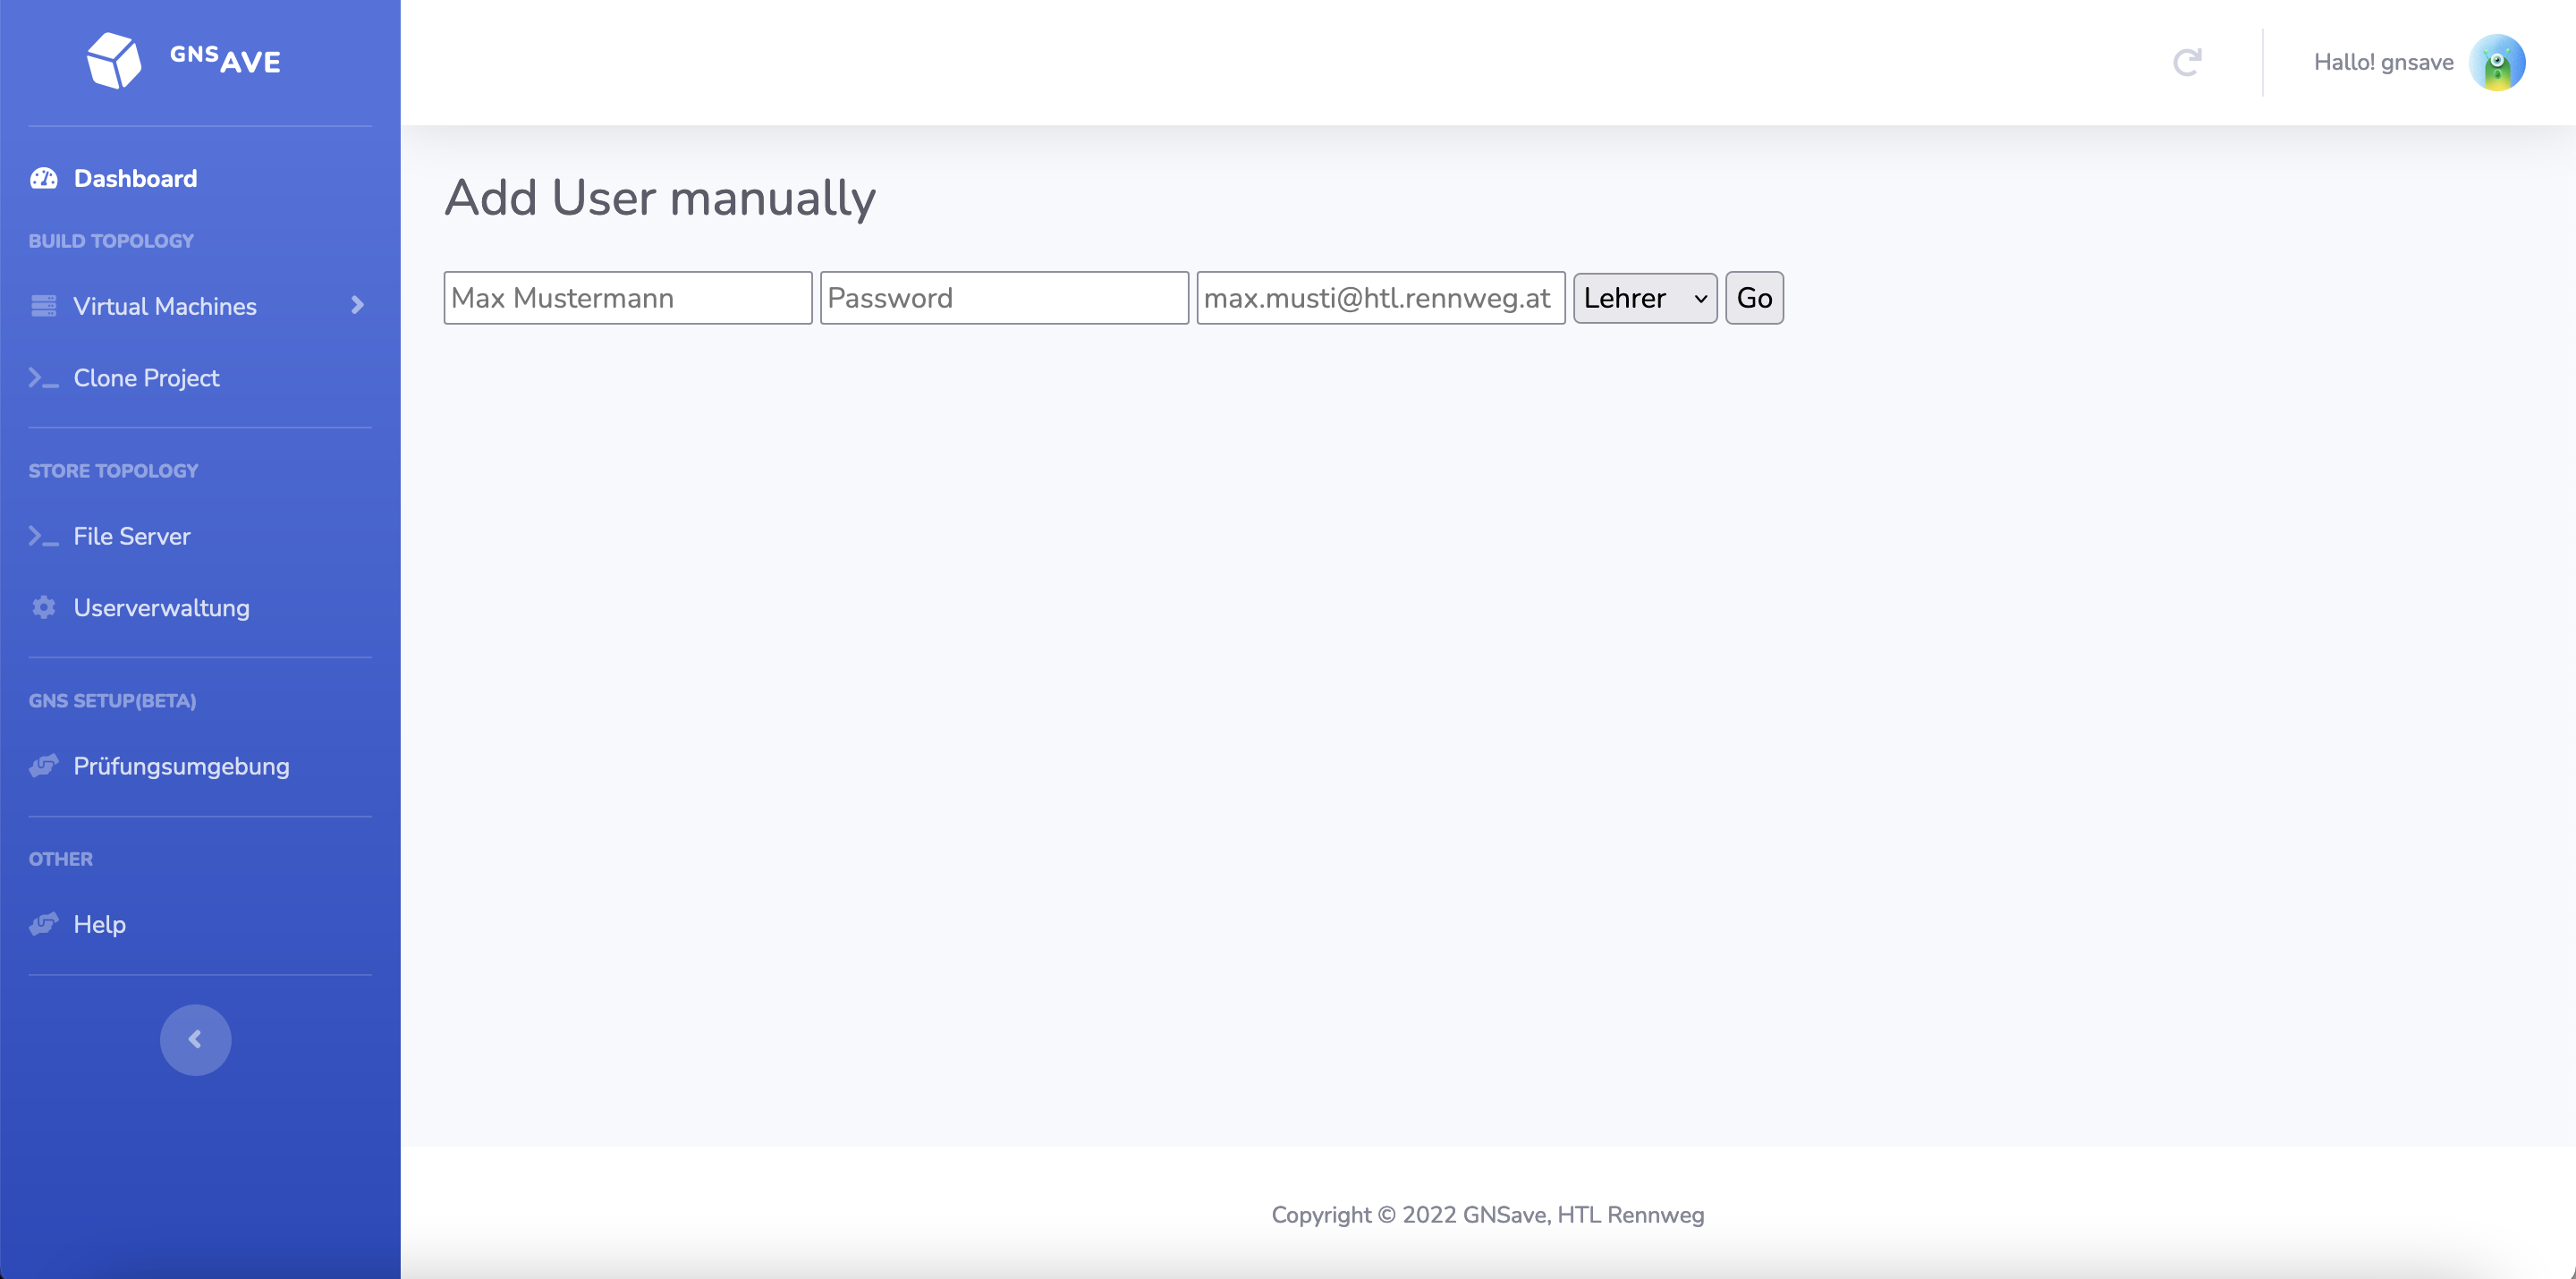 GNSAVE
Dashboard
BUILD TOPOLOGY
Virtual Machines
Clone Project
STORE TOPOLOGY
File Server
Userverwaltung
GNS SETUP(BETA)
Prüfungsumgebung
OTHER
Help
Hallo! gnsave
Add User manually
Max Mustermann Password max.musti@htl.rennweg.at Lehrer Go
Copyright © 2022 GNSave, HTL Rennweg